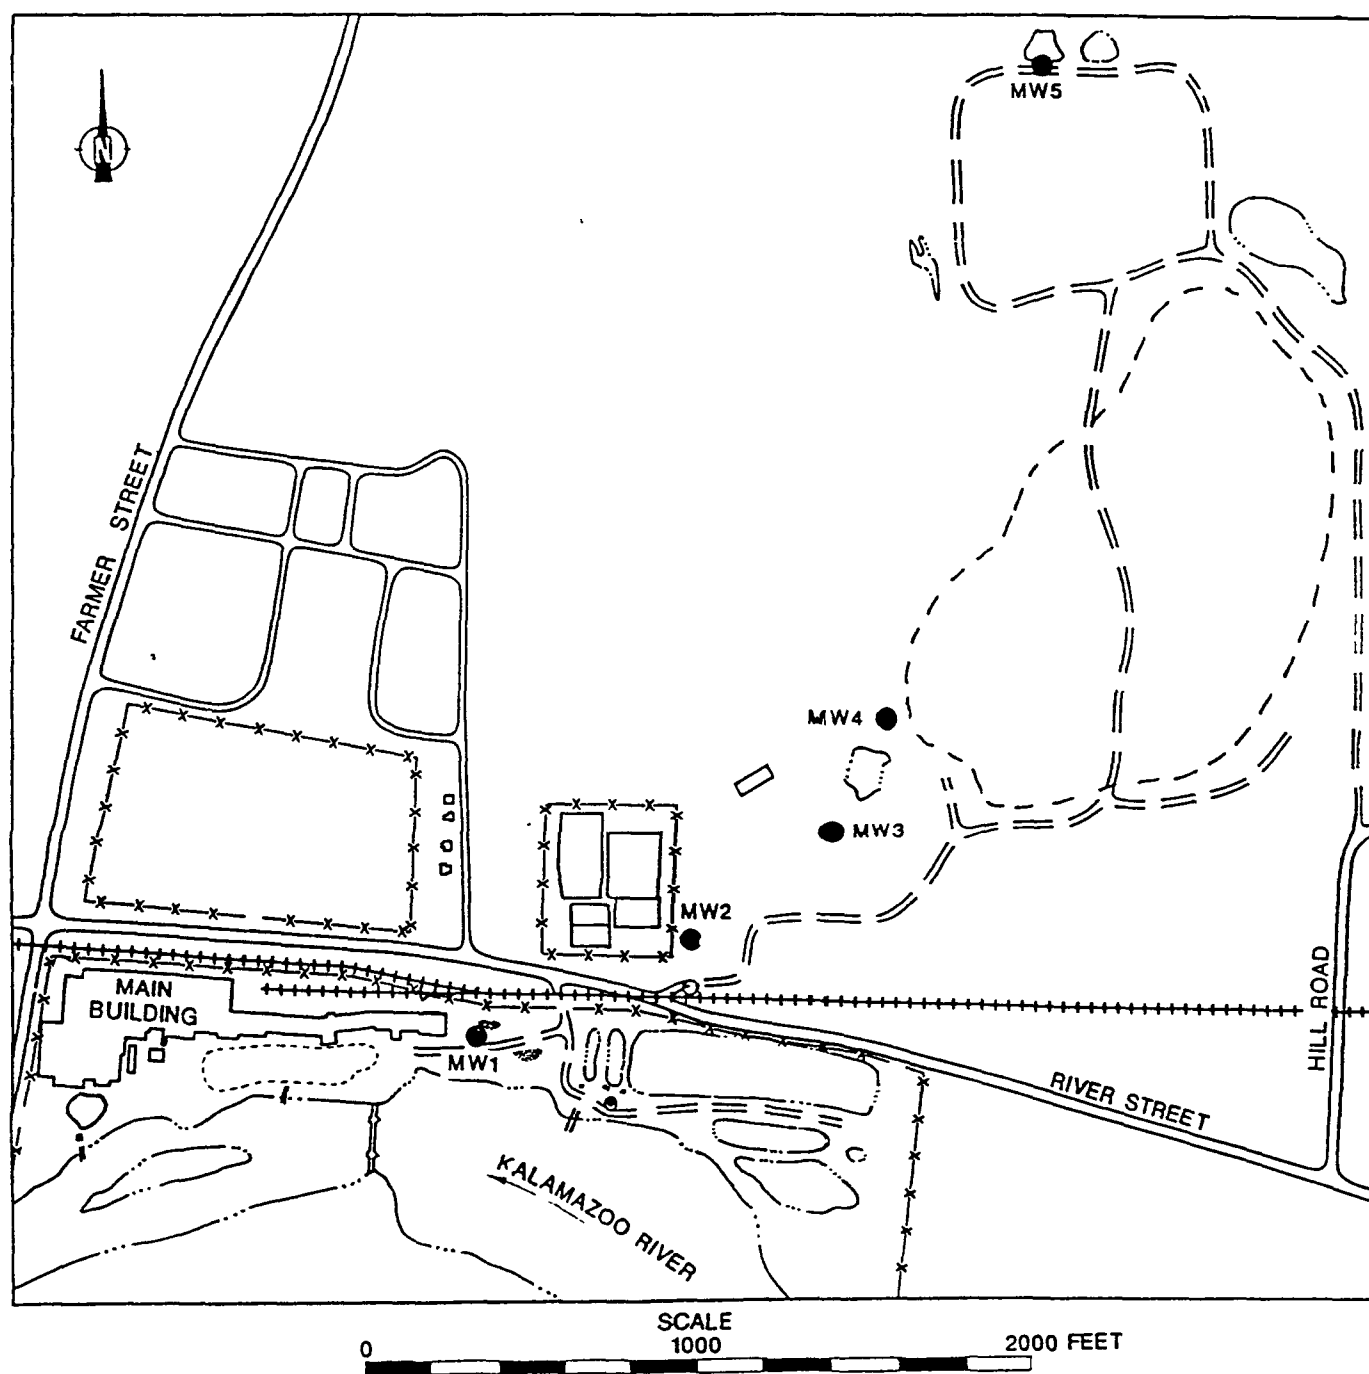 MW5
N
FARMER STREET
MW4
MW3
MW2
MAIN
BUILDING
MW1
HILL ROAD
RIVER STREET
KALAMAZOO RIVER
SCALE
0 1000 2000 FEET